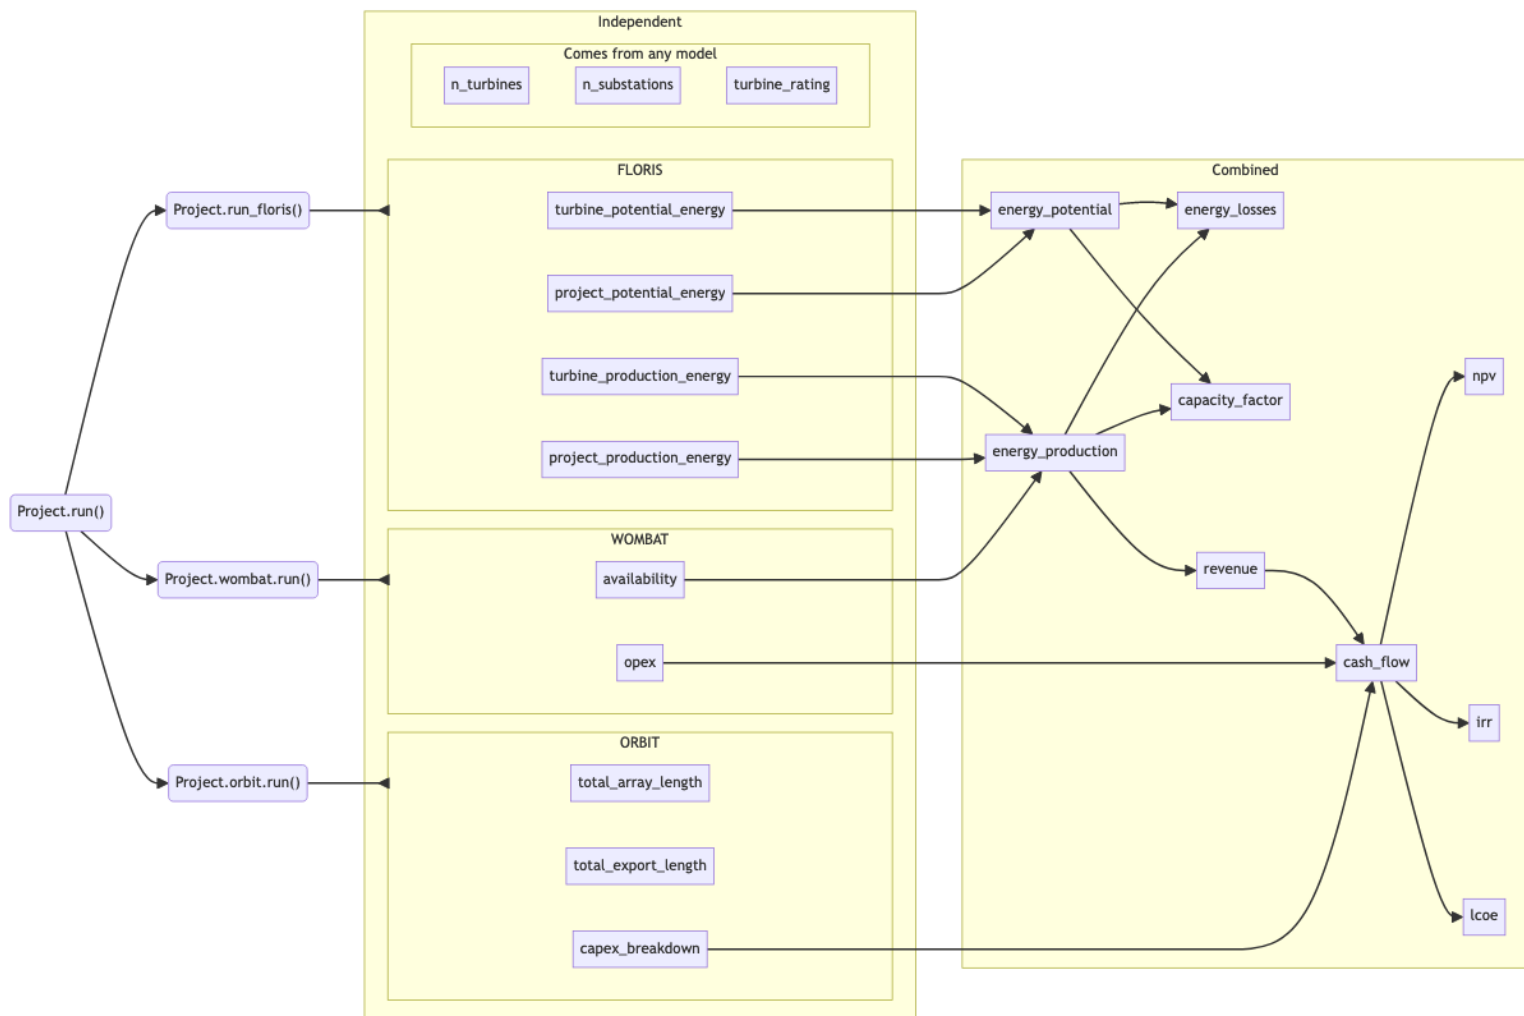 Independent
Comes from any model
n_turbines
n_substations
turbine_rating
FLORIS
Combined
Project.run_floris()
turbine_potential_energy
energy_potential
energy_losses
project_potential_energy
turbine_production_energy
npv
capacity_factor
project_production_energy
energy_production
Project.run()
WOMBAT
Project.wombat.run()
availability
revenue
opex
cash_flow
irr
ORBIT
Project.orbit.run()
total_array_length
total_export_length
lcoe
capex_breakdown